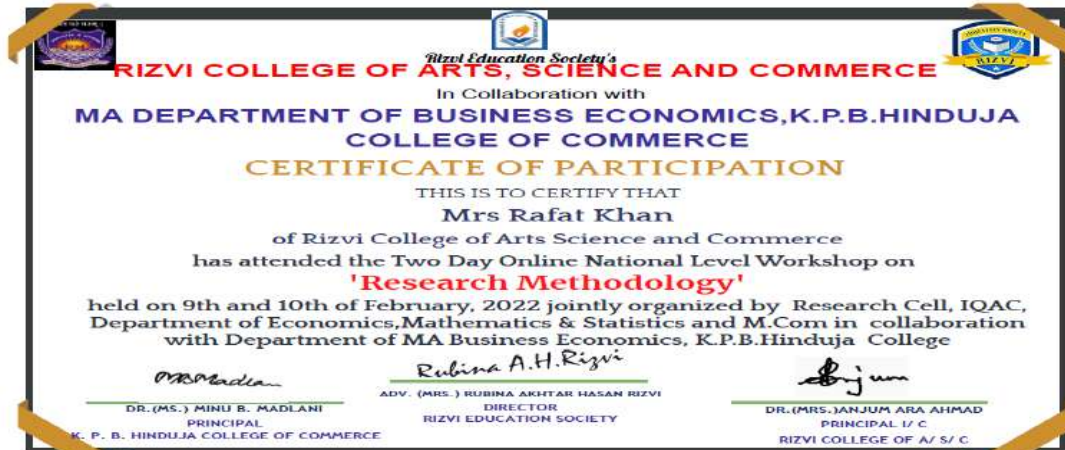 Rizvi Education Society's
RIZVI COLLEGE OF ARTS, SCIENCE AND COMMERCE
In Collaboration with
MA DEPARTMENT OF BUSINESS ECONOMICS,K.P.B.HINDUJA
COLLEGE OF COMMERCE
CERTIFICATE OF PARTICIPATION
THIS IS TO CERTIFY THAT
Mrs Rafat Khan
of Rizvi College of Arts Science and Commerce
has attended the Two Day Online National Level Workshop on
'Research Methodology'
held on 9th and 10th of February, 2022 jointly organized by Research Cell, IQAC,
Department of Economics,Mathematics & Statistics and M.Com in collaboration
with Department of MA Business Economics, K.P.B.Hinduja College
Rubina A.H.Rizvi
DR.(MS.) MINU B. MADLANI
PRINCIPAL
K. P. B. HINDUJA COLLEGE OF COMMERCE
ADV. (MRS.) RUBINA AKHTAR HASAN RIZVI
DIRECTOR
RIZVI EDUCATION SOCIETY
DR.(MRS.)ANJUM ARA AHMAD
PRINCIPAL I/ C
RIZVI COLLEGE OF A/ S/ C
RIZVI